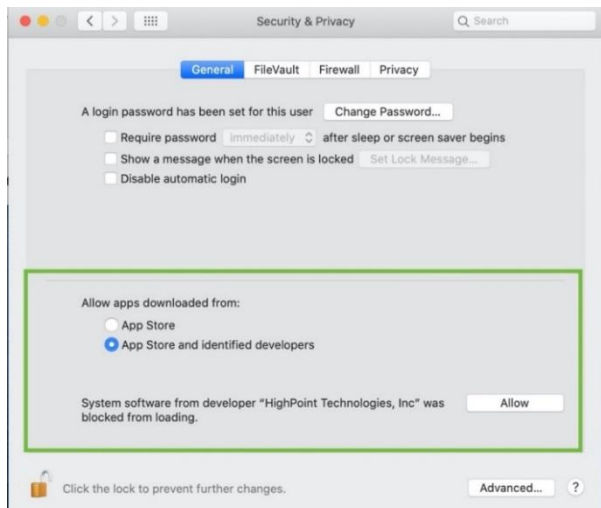 Security & Privacy
Search
General FileVault Firewall Privacy
A login password has been set for this user Change Password...
Require password immediately after sleep or screen saver begins
Show a message when the screen is locked Set Lock Message...
Disable automatic login
Allow apps downloaded from:
App Store
App Store and identified developers
System software from developer "HighPoint Technologies, Inc" was Allow
blocked from loading.
Click the lock to prevent further changes. Advanced... ?